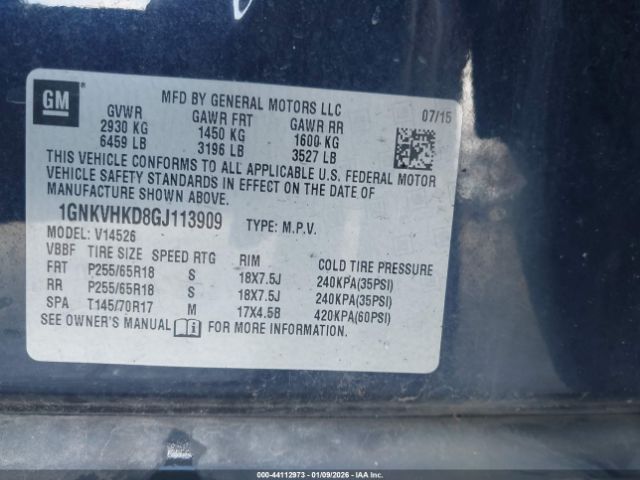 GM
MFD BY GENERAL MOTORS LLC
07/15
GVWR GAWR FRT GAWR RR
2930 KG 1450 KG 1600 KG
6459 LB 3196 LB 3527 LB
THIS VEHICLE CONFORMS TO ALL APPLICABLE U.S. FEDERAL MOTOR
VEHICLE SAFETY STANDARDS IN EFFECT ON THE DATE OF
MANUFACTURE SHOWN ABOVE.
1GNKVHKD8GJ113909 TYPE: M.P.V.
MODEL: V14526
VBBF TIRE SIZE SPEED RTG RIM COLD TIRE PRESSURE
FRT P255/65R18 S 18X7.5J 240KPA(35PSI)
RR P255/65R18 S 18X7.5J 240KPA(35PSI)
SPA T145/70R17 M 17X4.5B 420KPA(60PSI)
SEE OWNER'S MANUAL FOR MORE INFORMATION.
000-44112973 - 01/09/2026 - IAA Inc.